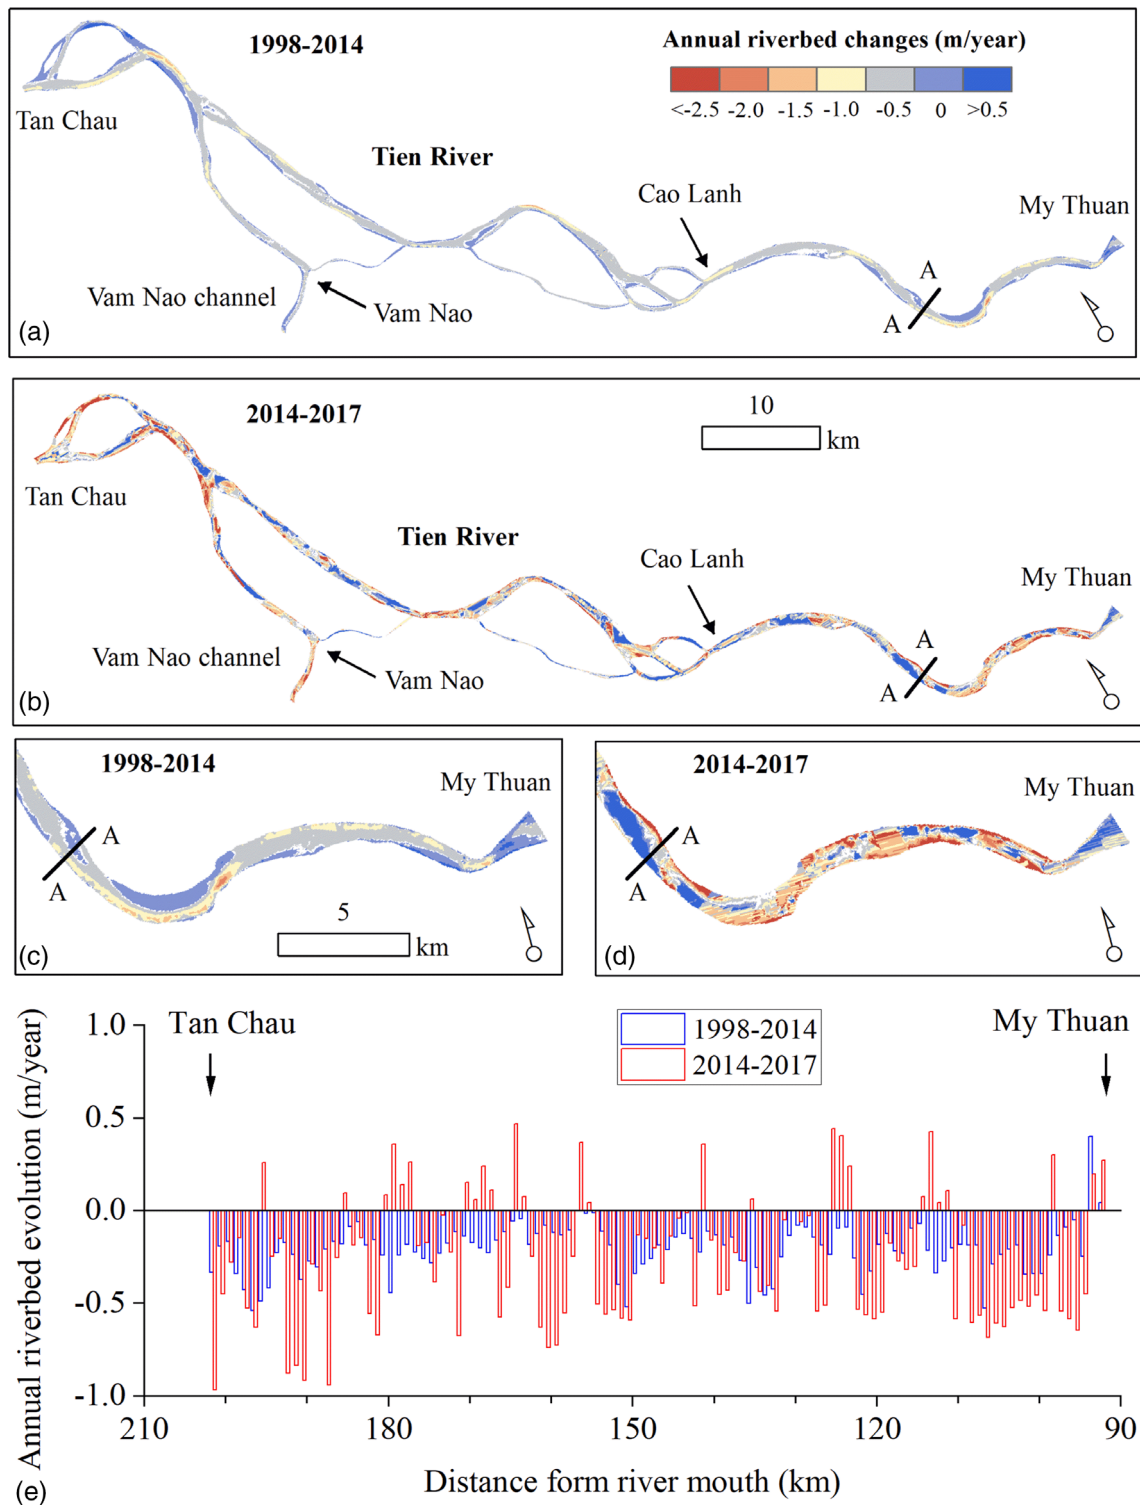 1998-2014
Annual riverbed changes (m/year)
<-2.5 -2.0 -1.5 -1.0 -0.5 0 >0.5
Tan Chau
Tien River
Cao Lanh
My Thuan
A
A
Vam Nao channel
Vam Nao
(a)
2014-2017
10
km
Tan Chau
Tien River
Cao Lanh
My Thuan
A
A
Vam Nao channel
Vam Nao
(b)
1998-2014
My Thuan
A
A
5
km
(c)
2014-2017
My Thuan
A
A
(d)
Annual riverbed evolution (m/year)
1.0
0.5
0.0
-0.5
-1.0
Tan Chau
My Thuan
1998-2014
2014-2017
210 180 150 120 90
Distance form river mouth (km)
(e)